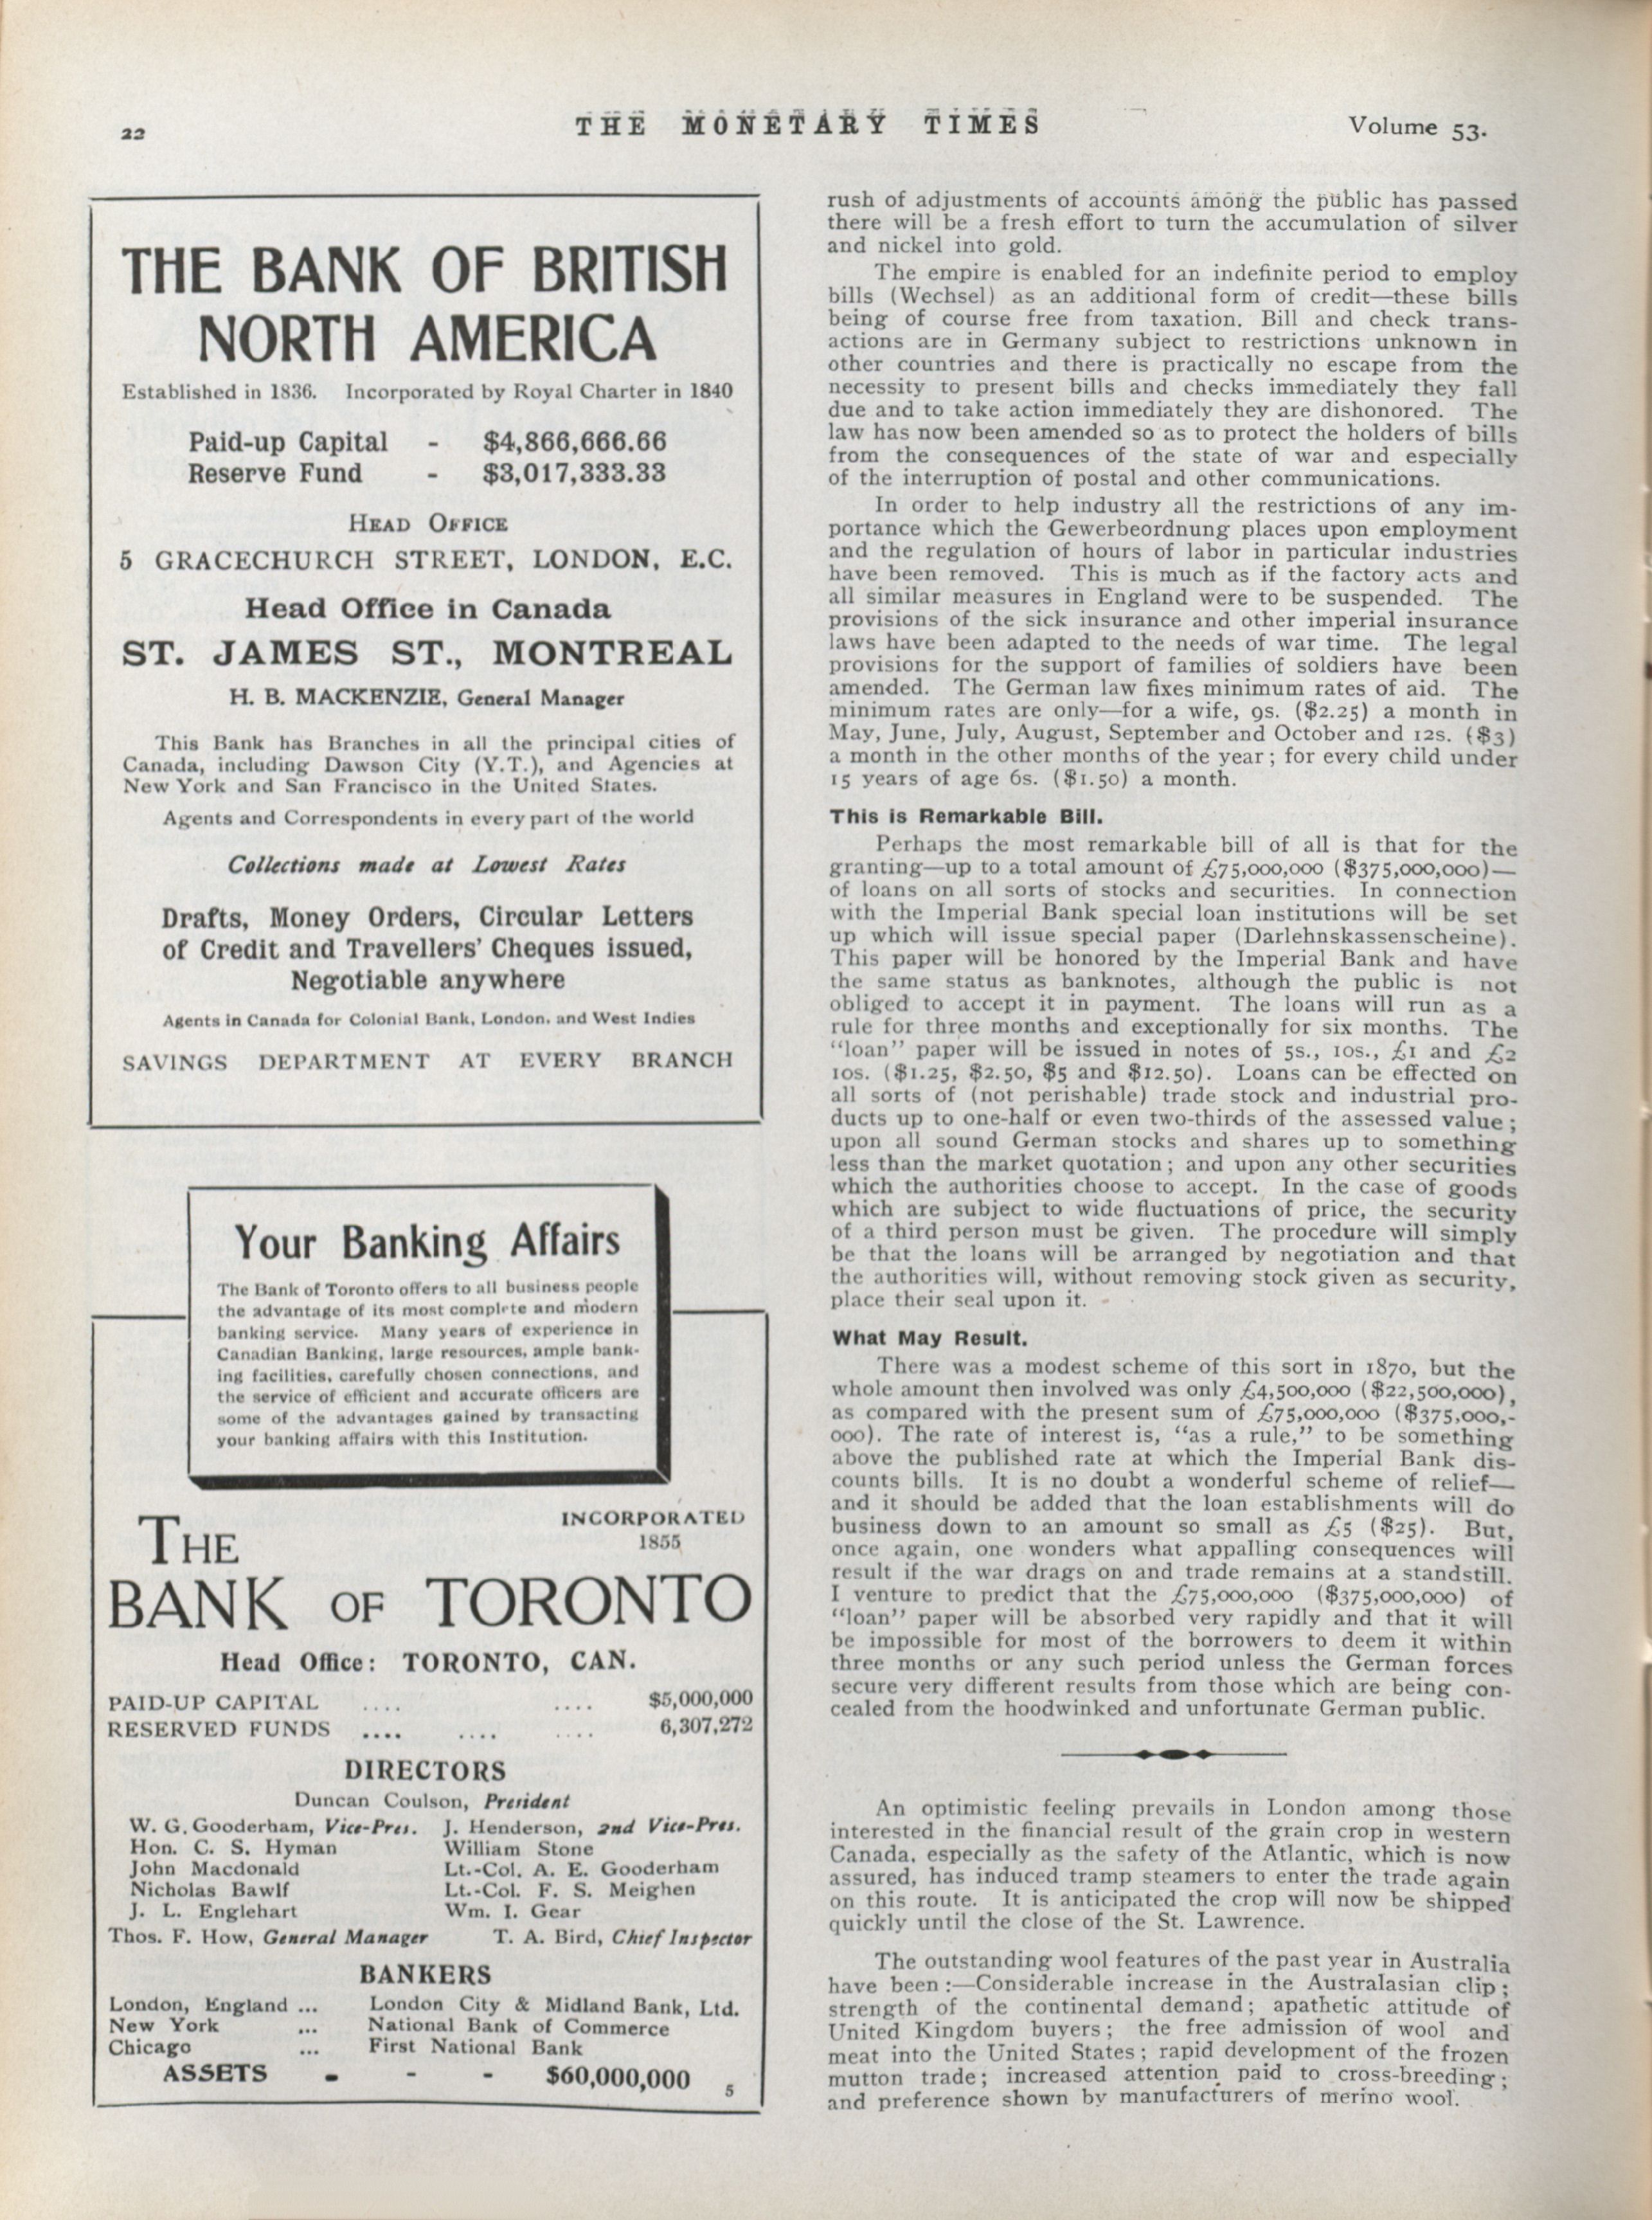 22
THE MONETARY TIMES
Volume 53.
THE BANK OF BRITISH
NORTH AMERICA
Established in 1836. Incorporated by Royal Charter in 1840
Paid-up Capital - $4,866,666.66
Reserve Fund - $3,017,333.33
HEAD OFFICE
5 GRACECHURCH STREET, LONDON, E.C.
Head Office in Canada
ST. JAMES ST., MONTREAL
H. B. MACKENZIE, General Manager
This Bank has Branches in all the principal cities of
Canada, including Dawson City (Y.T.), and Agencies at
New York and San Francisco in the United States.
Agents and Correspondents in every part of the world
Collections made at Lowest Rates
Drafts, Money Orders, Circular Letters
of Credit and Travellers' Cheques issued,
Negotiable anywhere
Agents in Canada for Colonial Bank, London, and West Indies
SAVINGS DEPARTMENT AT EVERY BRANCH
Your Banking Affairs
The Bank of Toronto offers to all business people
the advantage of its most complete and modern
banking service. Many years of experience in
Canadian Banking, large resources, ample bank-
ing facilities, carefully chosen connections, and
the service of efficient and accurate officers are
some of the advantages gained by transacting
your banking affairs with this Institution.
INCORPORATED
1855
THE
BANK OF TORONTO
Head Office: TORONTO, CAN.
PAID-UP CAPITAL .... .... $5,000,000
RESERVED FUNDS .... .... .... 6,307,272
DIRECTORS
Duncan Coulson, President
W. G. Gooderham, Vice-Pres. J. Henderson, 2nd Vice-Pres.
Hon. C. S. Hyman William Stone
John Macdonald Lt.-Col. A. E. Gooderham
Nicholas Bawlf Lt.-Col. F. S. Meighen
J. L. Englehart Wm. I. Gear
Thos. F. How, General Manager T. A. Bird, Chief Inspector
BANKERS
London, England ... London City & Midland Bank, Ltd.
New York ... National Bank of Commerce
Chicago ... First National Bank
ASSETS - - - $60,000,000 5
rush of adjustments of accounts among the public has passed
there will be a fresh effort to turn the accumulation of silver
and nickel into gold.
The empire is enabled for an indefinite period to employ
bills (Wechsel) as an additional form of credit—these bills
being of course free from taxation. Bill and check trans-
actions are in Germany subject to restrictions unknown in
other countries and there is practically no escape from the
necessity to present bills and checks immediately they fall
due and to take action immediately they are dishonored. The
law has now been amended so as to protect the holders of bills
from the consequences of the state of war and especially
of the interruption of postal and other communications.
In order to help industry all the restrictions of any im-
portance which the Gewerbeordnung places upon employment
and the regulation of hours of labor in particular industries
have been removed. This is much as if the factory acts and
all similar measures in England were to be suspended. The
provisions of the sick insurance and other imperial insurance
laws have been adapted to the needs of war time. The legal
provisions for the support of families of soldiers have been
amended. The German law fixes minimum rates of aid. The
minimum rates are only—for a wife, 9s. ($2.25) a month in
May, June, July, August, September and October and 12s. ($3)
a month in the other months of the year; for every child under
15 years of age 6s. ($1.50) a month.
This is Remarkable Bill.
Perhaps the most remarkable bill of all is that for the
granting—up to a total amount of £75,000,000 ($375,000,000)—
of loans on all sorts of stocks and securities. In connection
with the Imperial Bank special loan institutions will be set
up which will issue special paper (Darlehnskassenscheine).
This paper will be honored by the Imperial Bank and have
the same status as banknotes, although the public is not
obliged to accept it in payment. The loans will run as a
rule for three months and exceptionally for six months. The
"loan" paper will be issued in notes of 5s., 10s., £1 and £2
10s. ($1.25, $2.50, $5 and $12.50). Loans can be effected on
all sorts of (not perishable) trade stock and industrial pro-
ducts up to one-half or even two-thirds of the assessed value;
upon all sound German stocks and shares up to something
less than the market quotation; and upon any other securities
which the authorities choose to accept. In the case of goods
which are subject to wide fluctuations of price, the security
of a third person must be given. The procedure will simply
be that the loans will be arranged by negotiation and that
the authorities will, without removing stock given as security,
place their seal upon it.
What May Result.
There was a modest scheme of this sort in 1870, but the
whole amount then involved was only £4,500,000 ($22,500,000),
as compared with the present sum of £75,000,000 ($375,000,-
000). The rate of interest is, "as a rule," to be something
above the published rate at which the Imperial Bank dis-
counts bills. It is no doubt a wonderful scheme of relief—
and it should be added that the loan establishments will do
business down to an amount so small as £5 ($25). But,
once again, one wonders what appalling consequences will
result if the war drags on and trade remains at a standstill.
I venture to predict that the £75,000,000 ($375,000,000) of
"loan" paper will be absorbed very rapidly and that it will
be impossible for most of the borrowers to deem it within
three months or any such period unless the German forces
secure very different results from those which are being con-
cealed from the hoodwinked and unfortunate German public.
An optimistic feeling prevails in London among those
interested in the financial result of the grain crop in western
Canada, especially as the safety of the Atlantic, which is now
assured, has induced tramp steamers to enter the trade again
on this route. It is anticipated the crop will now be shipped
quickly until the close of the St. Lawrence.
The outstanding wool features of the past year in Australia
have been:—Considerable increase in the Australasian clip;
strength of the continental demand; apathetic attitude of
United Kingdom buyers; the free admission of wool and
meat into the United States; rapid development of the frozen
mutton trade; increased attention paid to cross-breeding;
and preference shown by manufacturers of merino wool.